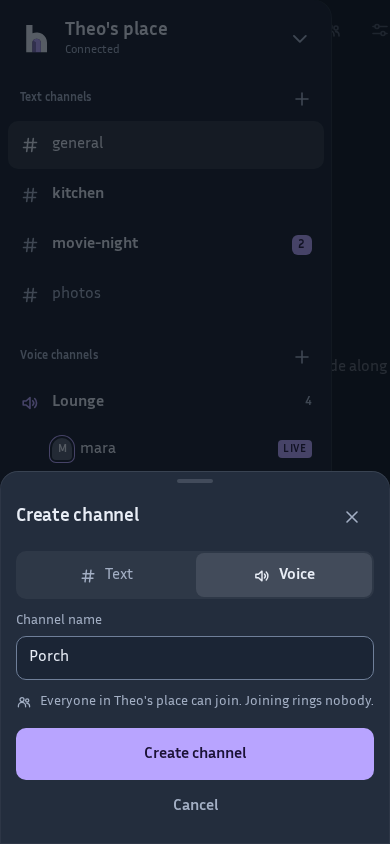 Theo's place
Connected
Text channels
general
kitchen
movie-night
2
photos
de along
Voice channels
Lounge
4
M
mara
LIVE
Create channel
Text
Voice
Channel name
Porch
Everyone in Theo's place can join. Joining rings nobody.
Create channel
Cancel